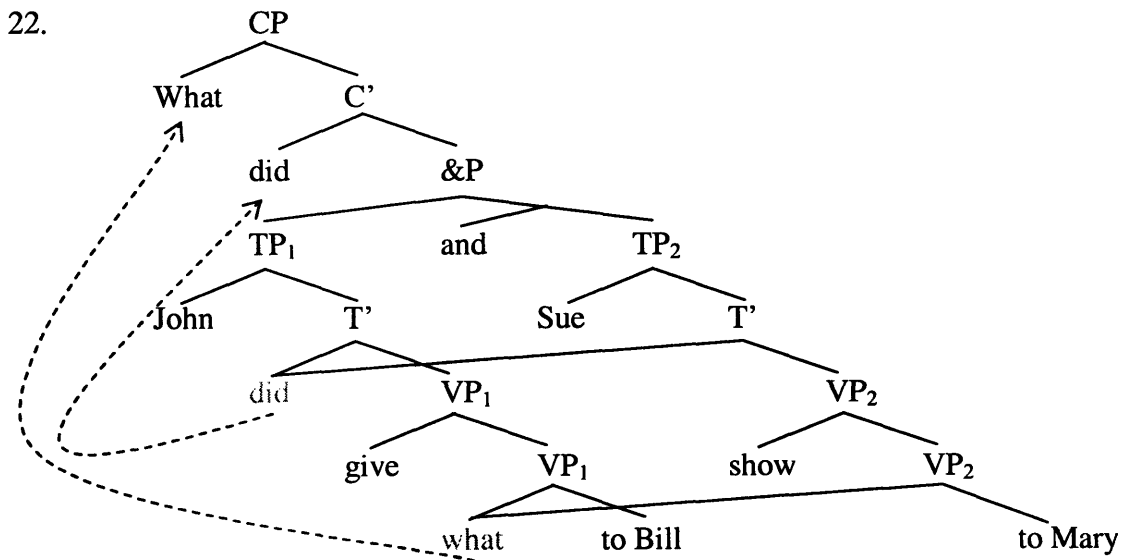 22. CP
What C’
did &P
TP₁ and TP₂
John T’ Sue T’
did VP₁ VP₂
give VP₁ show VP₂
what to Bill to Mary